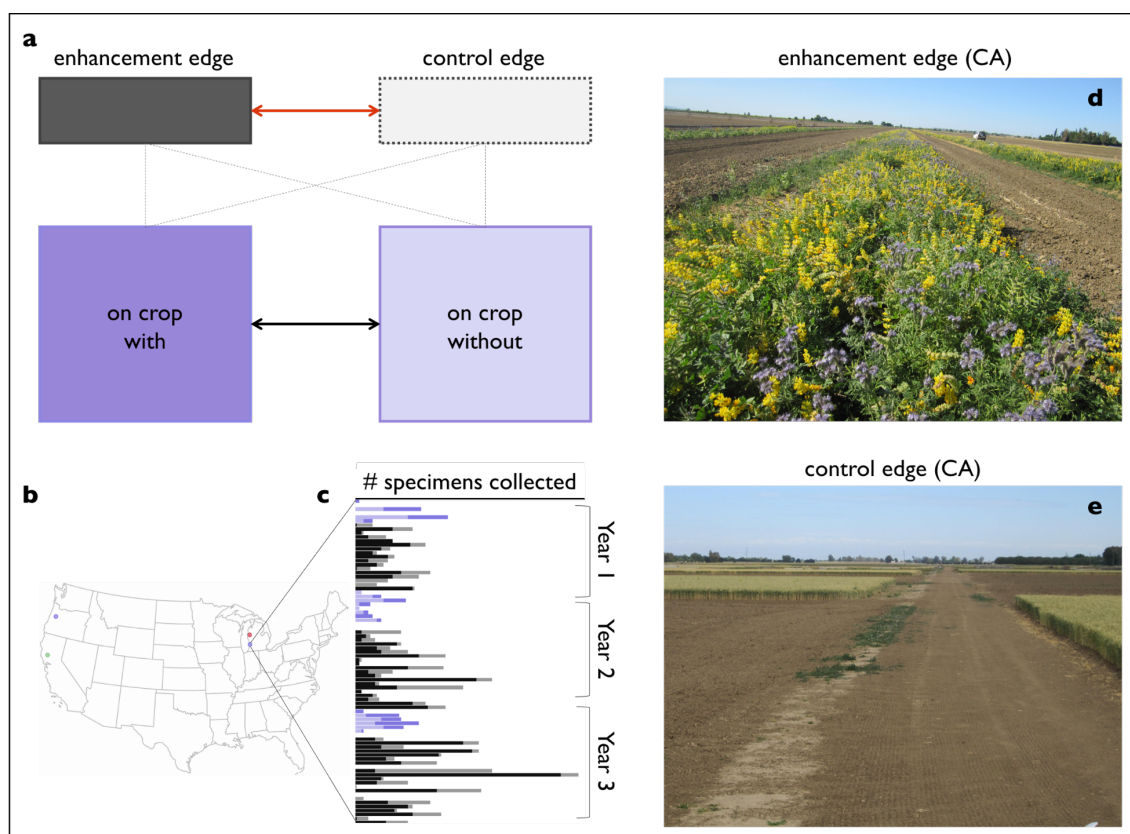 a
enhancement edge
control edge
on crop
with
on crop
without
enhancement edge (CA)
d
b
c
# specimens collected
Year 1
Year 2
Year 3
control edge (CA)
e